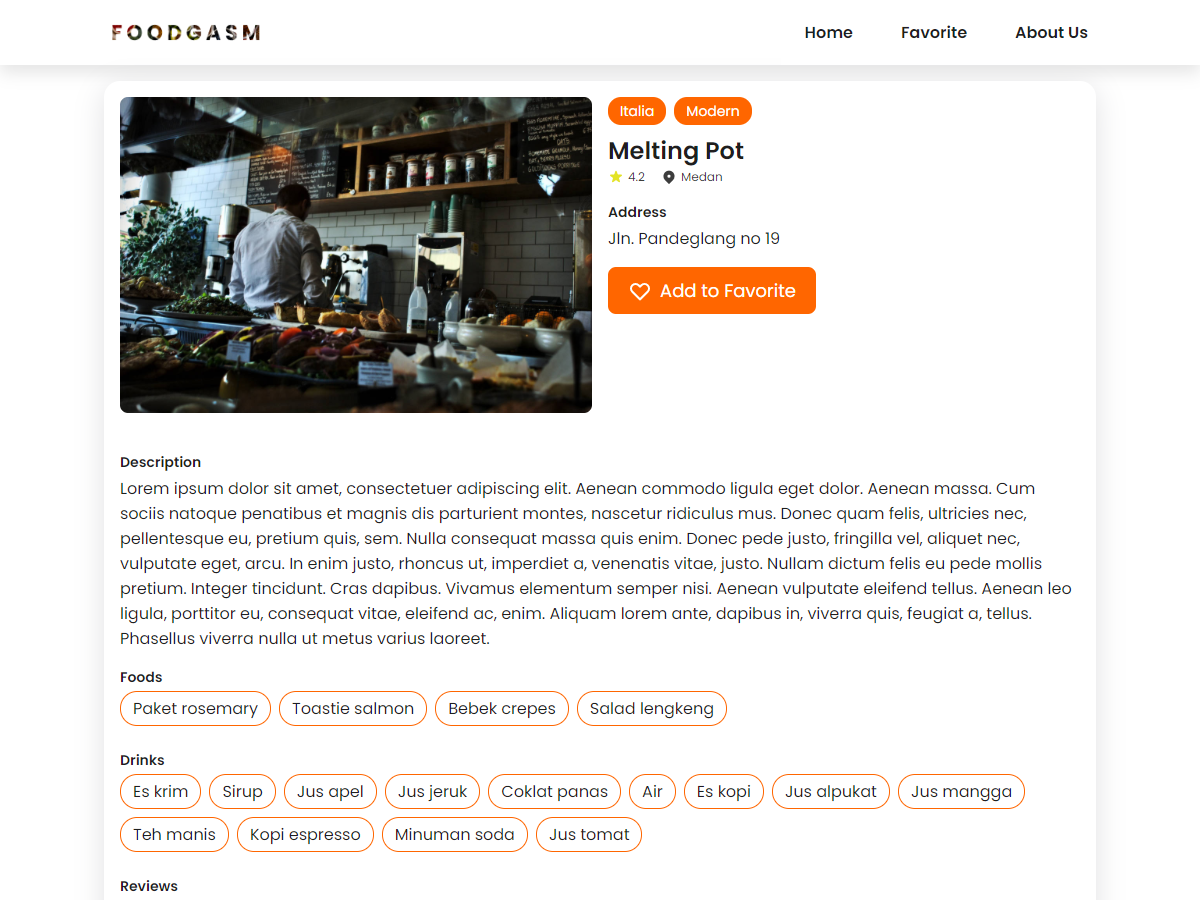 FOODGASM
Home Favorite About Us
Italia Modern
Melting Pot
4.2 Medan
Address
Jln. Pandeglang no 19
Add to Favorite
Description
Lorem ipsum dolor sit amet, consectetuer adipiscing elit. Aenean commodo ligula eget dolor. Aenean massa. Cum
sociis natoque penatibus et magnis dis parturient montes, nascetur ridiculus mus. Donec quam felis, ultricies nec,
pellentesque eu, pretium quis, sem. Nulla consequat massa quis enim. Donec pede justo, fringilla vel, aliquet nec,
vulputate eget, arcu. In enim justo, rhoncus ut, imperdiet a, venenatis vitae, justo. Nullam dictum felis eu pede mollis
pretium. Integer tincidunt. Cras dapibus. Vivamus elementum semper nisi. Aenean vulputate eleifend tellus. Aenean leo
ligula, porttitor eu, consequat vitae, eleifend ac, enim. Aliquam lorem ante, dapibus in, viverra quis, feugiat a, tellus.
Phasellus viverra nulla ut metus varius laoreet.
Foods
Paket rosemary Toastie salmon Bebek crepes Salad lengkeng
Drinks
Es krim Sirup Jus apel Jus jeruk Coklat panas Air Es kopi Jus alpukat Jus mangga
Teh manis Kopi espresso Minuman soda Jus tomat
Reviews